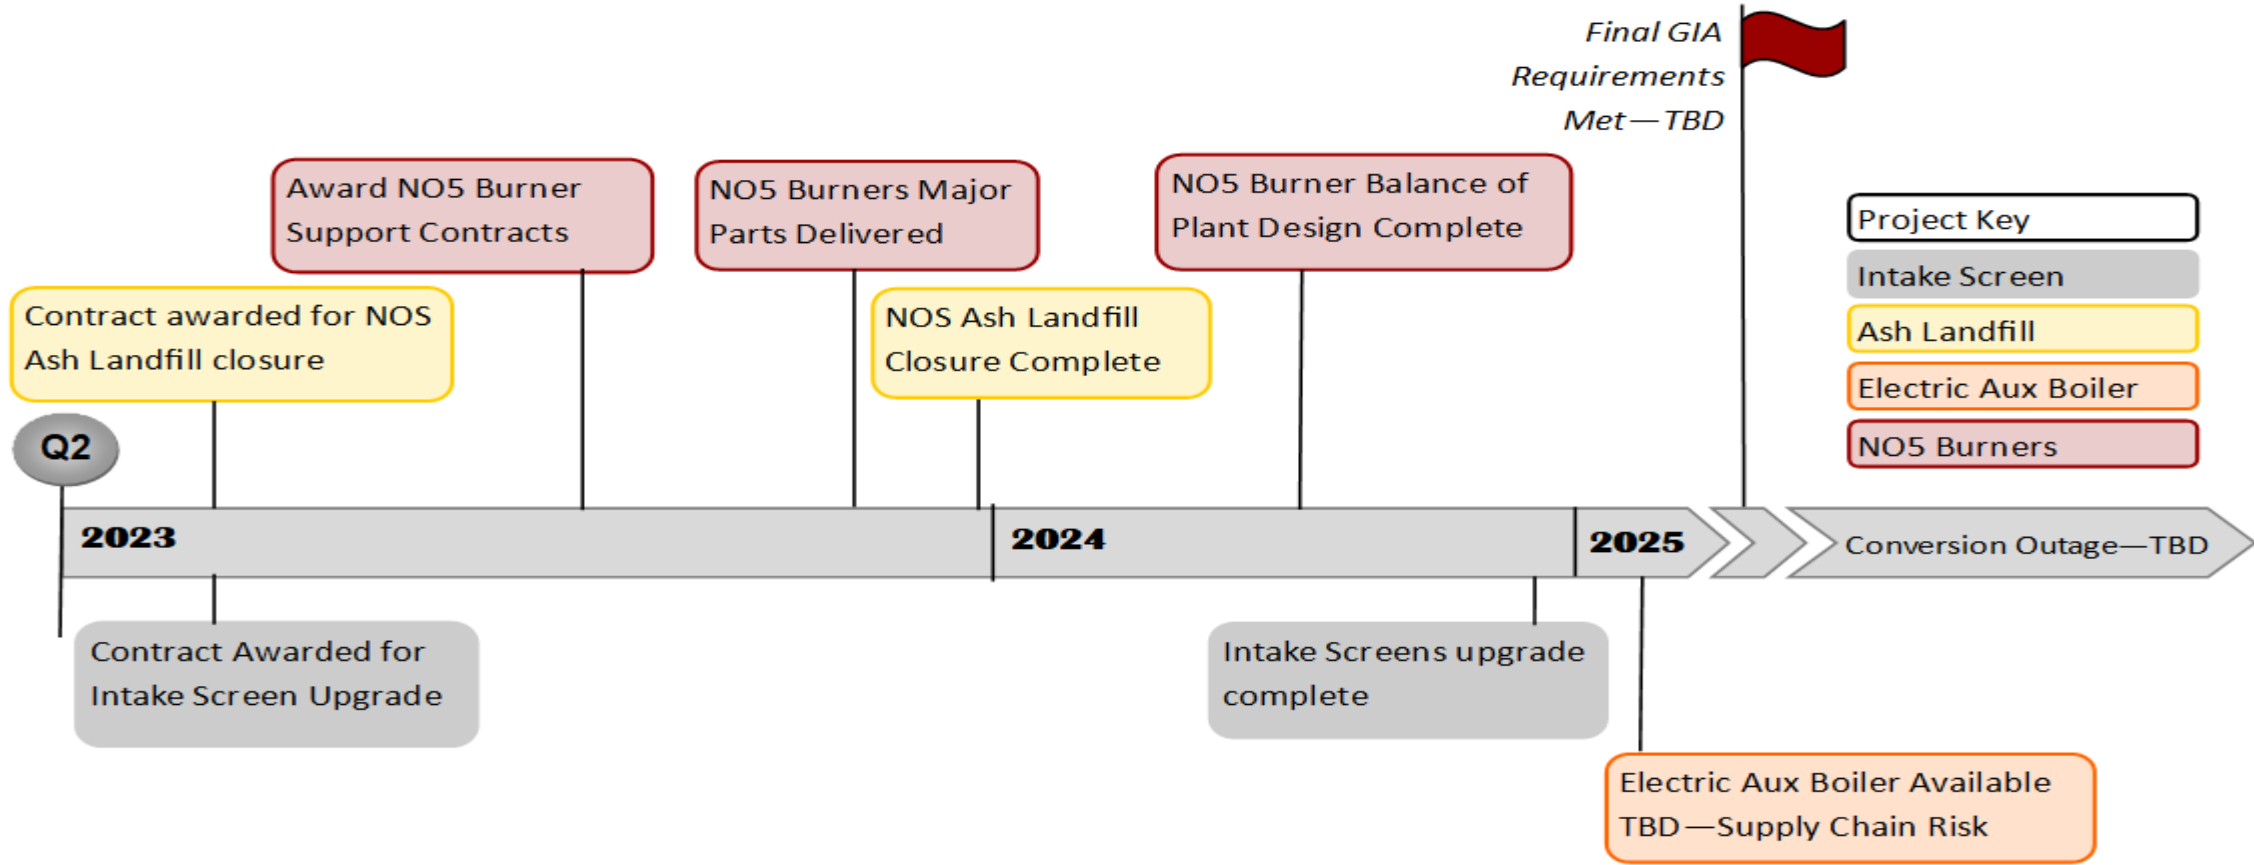 Final GIA
Requirements
Met—TBD
Award NO5 Burner
Support Contracts
NO5 Burners Major
Parts Delivered
NO5 Burner Balance of
Plant Design Complete
Project Key
Intake Screen
Ash Landfill
Electric Aux Boiler
NO5 Burners
Contract awarded for NOS
Ash Landfill closure
NOS Ash Landfill
Closure Complete
Q2
2023
2024
2025
Conversion Outage—TBD
Contract Awarded for
Intake Screen Upgrade
Intake Screens upgrade
complete
Electric Aux Boiler Available
TBD—Supply Chain Risk